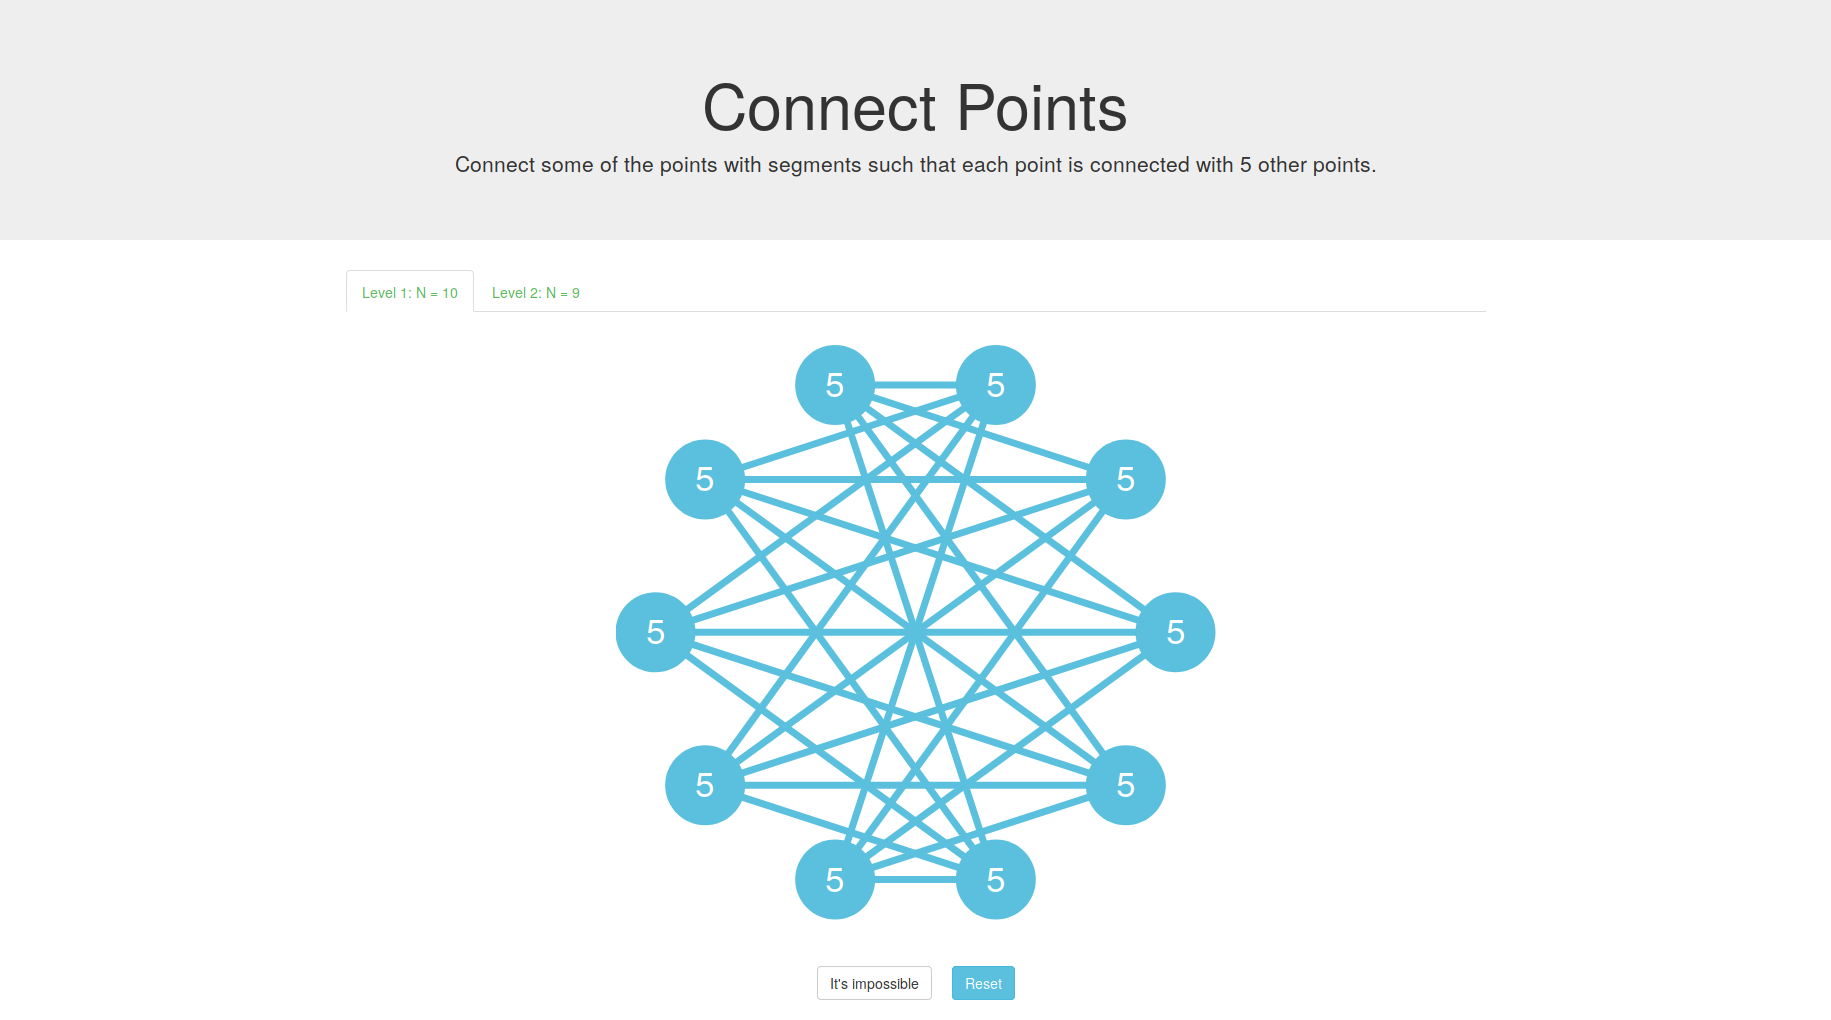 Connect Points
Connect some of the points with segments such that each point is connected with 5 other points.
Level 1: N = 10 Level 2: N = 9
5 5
5 5
5 5
5 5
5 5
It's impossible Reset